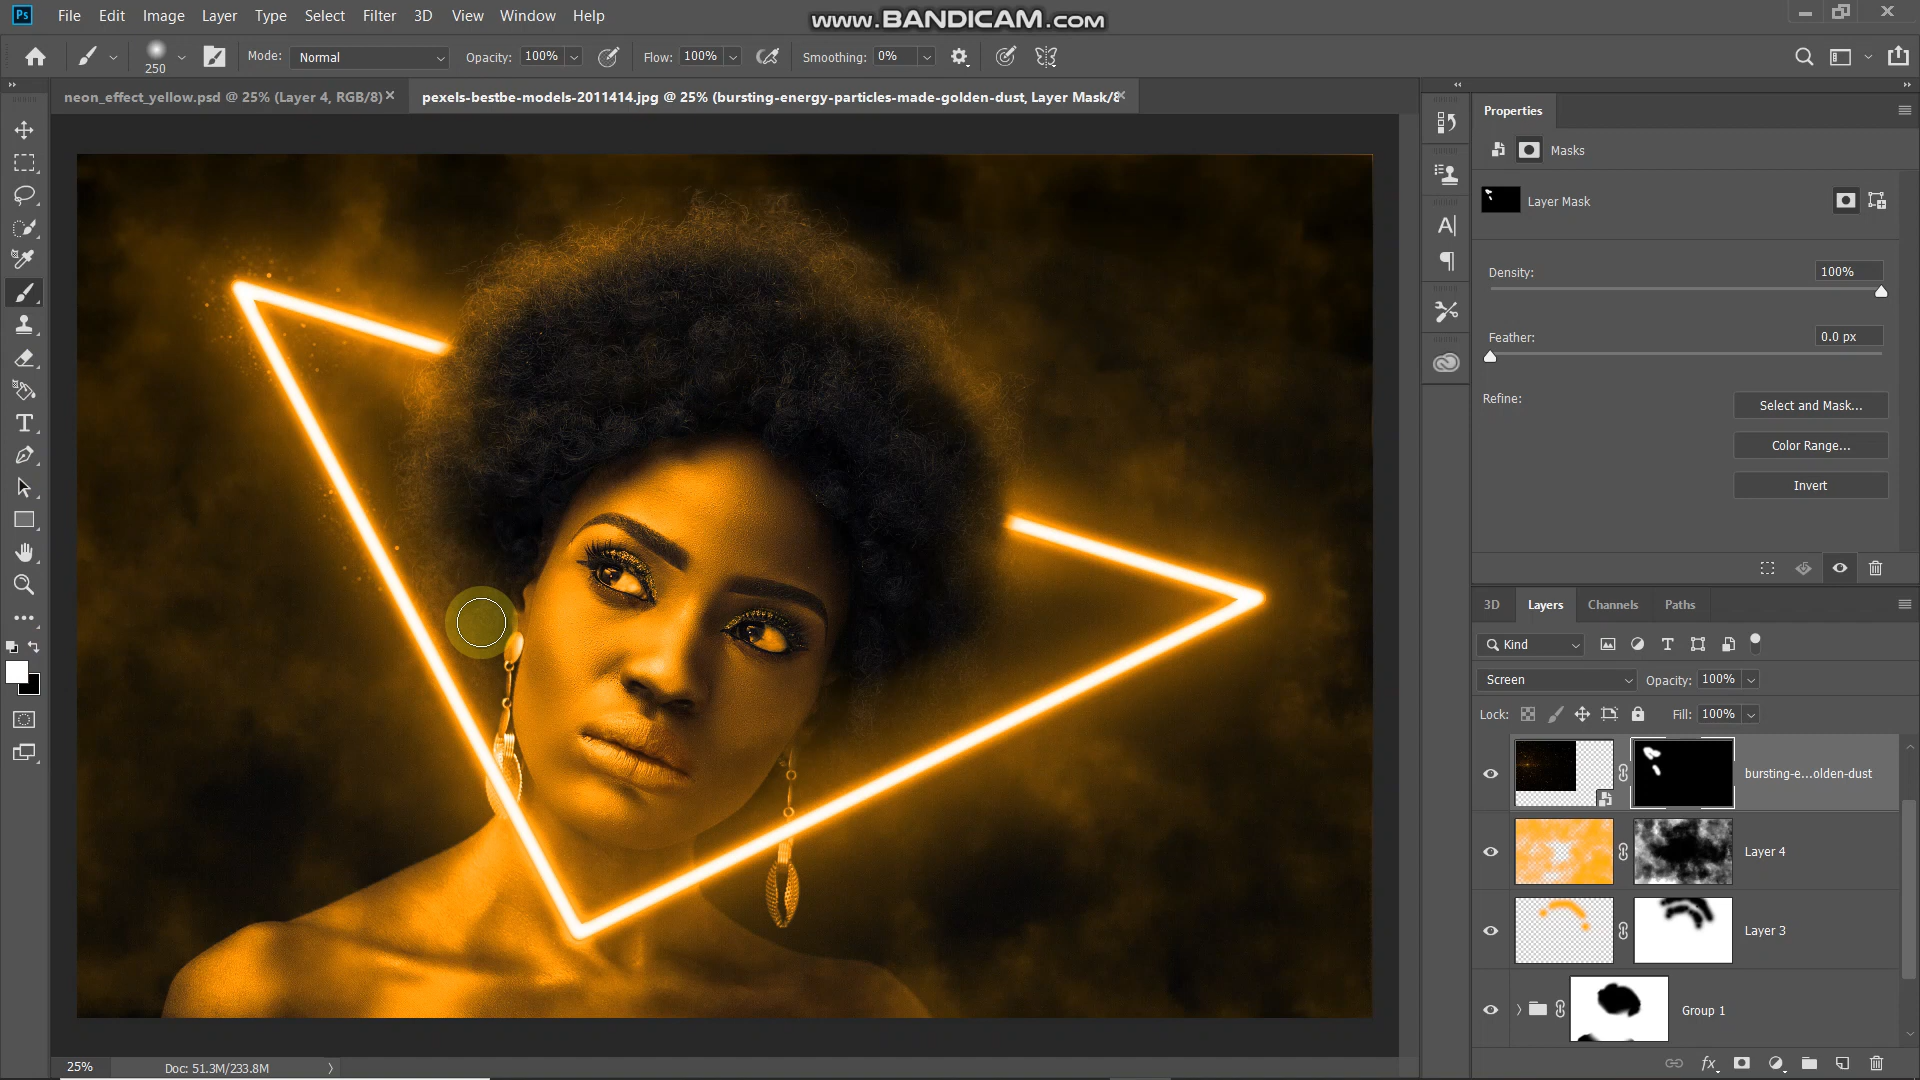 Ps File Edit Image Layer Type Select Filter 3D View Window Help
www.BANDICAM.com
250 Mode: Normal Opacity: 100% Flow: 100% Smoothing: 0%
neon_effect_yellow.psd @ 25% (Layer 4, RGB/8)
pexels-bestbe-models-2011414.jpg @ 25% (bursting-energy-particles-made-golden-dust, Layer Mask/8
Properties
Masks
Layer Mask
Density: 100%
Feather: 0.0 px
Refine: Select and Mask...
Color Range...
Invert
3D Layers Channels Paths
Kind
Screen Opacity: 100%
Lock: Fill: 100%
bursting-e...olden-dust
Layer 4
Layer 3
Group 1
fx
25% Doc: 51.3M/233.8M